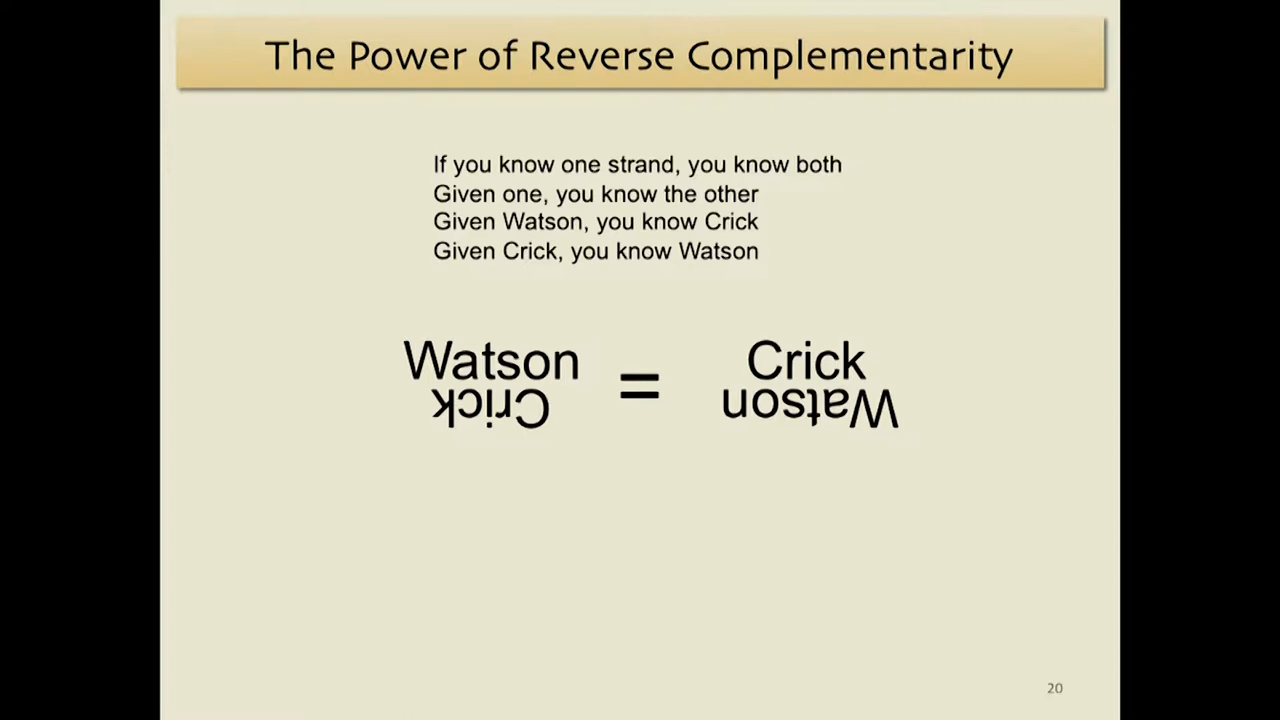 The Power of Reverse Complementarity
If you know one strand, you know both
Given one, you know the other
Given Watson, you know Crick
Given Crick, you know Watson
Watson = Crick
Crick Watson
20